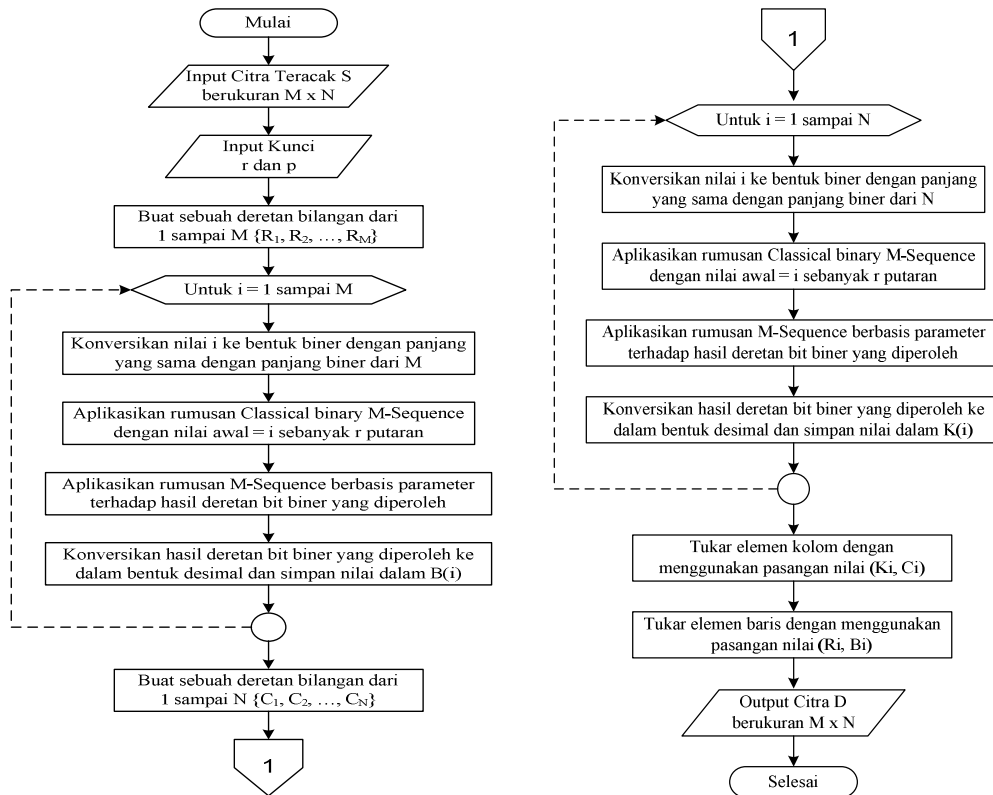 Mulai
Input Citra Teracak S
berukuran M x N
Input Kunci
r dan p
Buat sebuah deretan bilangan dari
1 sampai M {R₁, R₂, …, R_M}
Untuk i = 1 sampai M
Konversikan nilai i ke bentuk biner dengan panjang
yang sama dengan panjang biner dari M
Aplikasikan rumusan Classical binary M-Sequence
dengan nilai awal = i sebanyak r putaran
Aplikasikan rumusan M-Sequence berbasis parameter
terhadap hasil deretan bit biner yang diperoleh
Konversikan hasil deretan bit biner yang diperoleh ke
dalam bentuk desimal dan simpan nilai dalam B(i)
Buat sebuah deretan bilangan dari
1 sampai N {C₁, C₂, …, C_N}
1
1
Untuk i = 1 sampai N
Konversikan nilai i ke bentuk biner dengan panjang
yang sama dengan panjang biner dari N
Aplikasikan rumusan Classical binary M-Sequence
dengan nilai awal = i sebanyak r putaran
Aplikasikan rumusan M-Sequence berbasis parameter
terhadap hasil deretan bit biner yang diperoleh
Konversikan hasil deretan bit biner yang diperoleh ke
dalam bentuk desimal dan simpan nilai dalam K(i)
Tukar elemen kolom dengan
menggunakan pasangan nilai (Ki, Ci)
Tukar elemen baris dengan menggunakan
pasangan nilai (Ri, Bi)
Output Citra D
berukuran M x N
Selesai